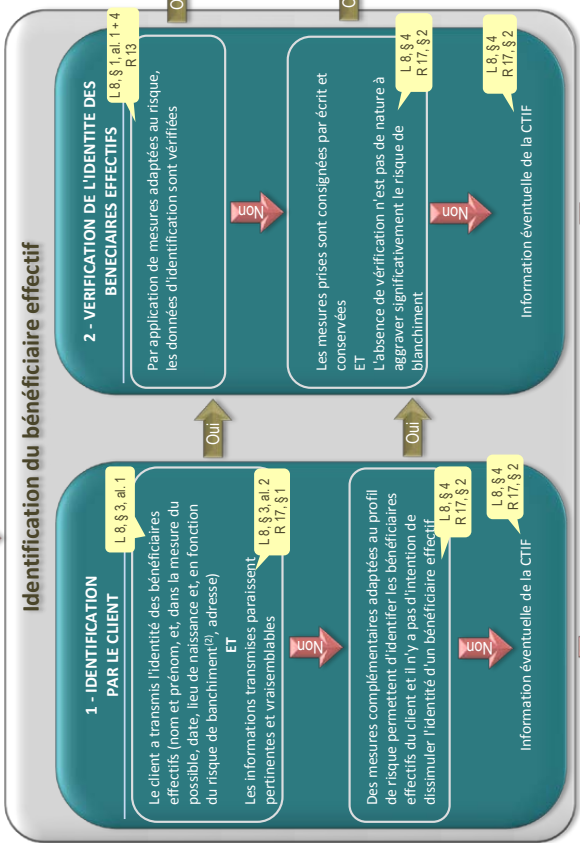 Identification du bénéficiaire effectif
1 - IDENTIFICATION
PAR LE CLIENT
L 8, § 3, al. 1
Le client a transmis l'identité des bénéficiaires
effectifs (nom et prénom, et, dans la mesure du
possible, date, lieu de naissance et, en fonction
du risque de banchiment(2), adresse)
ET
Les informations transmises paraissent
pertinentes et vraisemblables
L 8, § 3, al. 2
R 17, § 1
Oui
Non
Des mesures complémentaires adaptées au profil
de risque permettent d'identifer les bénéficiaires
effectifs du client et il n'y a pas d'intention de
dissimuler l'identité d'un bénéficiaire effectif
L 8, § 4
R 17, § 2
Oui
Non
L 8, § 4
R 17, § 2
Information éventuelle de la CTIF
2 - VERIFICATION DE L'IDENTITE DES
BENECIAIRES EFFECTIFS
L 8, § 1, al. 1 + 4
R 13
Par application de mesures adaptées au risque,
les données d'identification sont vérifiées
Non
Les mesures prises sont consignées par écrit et
conservées
ET
L'absence de vérification n'est pas de nature à
aggraver significativement le risque de
blanchiment
L 8, § 4
R 17, § 2
Non
L 8, § 4
R 17, § 2
Information éventuelle de la CTIF